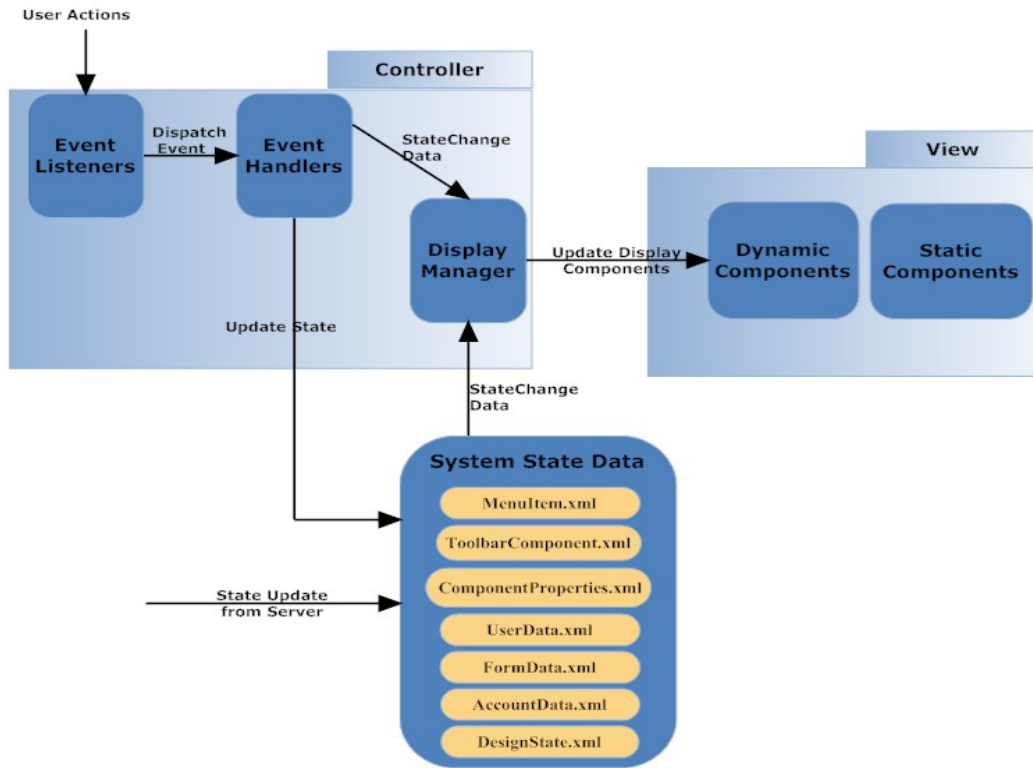 User Actions
Controller
Event
Listeners
Dispatch
Event
Event
Handlers
StateChange
Data
Display
Manager
Update State
View
Update Display
Components
Dynamic
Components
Static
Components
StateChange
Data
System State Data
MenuItem.xml
ToolbarComponent.xml
ComponentProperties.xml
UserData.xml
FormData.xml
AccountData.xml
DesignState.xml
State Update
from Server